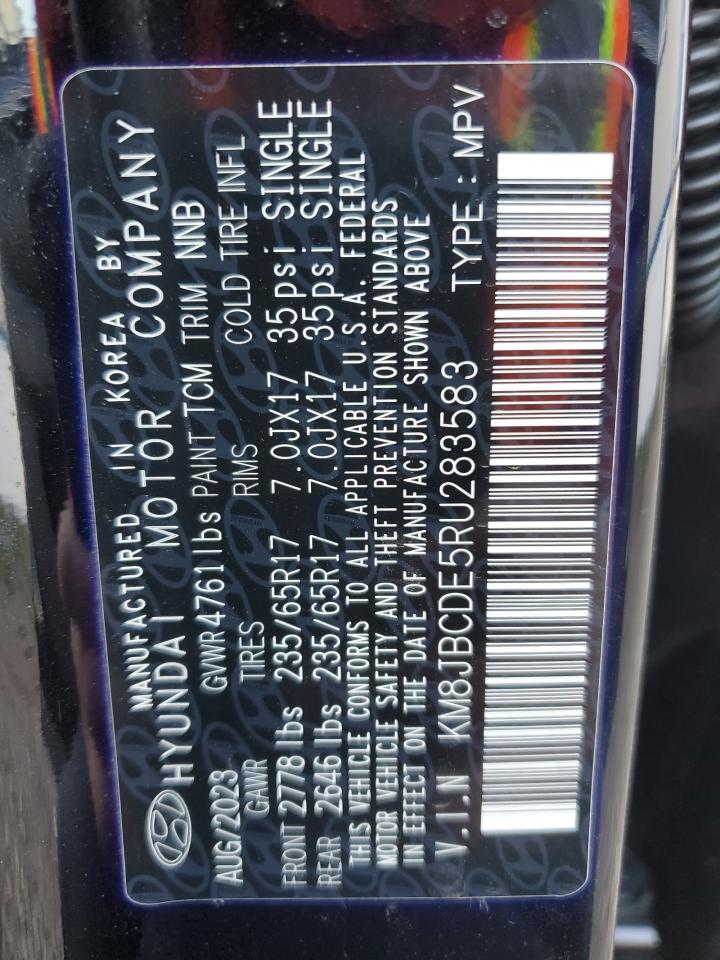 MANUFACTURED IN KOREA BY
HYUNDAI MOTOR COMPANY
AUG/2023 GVWR 4761 lbs PAINT TCM TRIM NNB
GAWR TIRES RIMS COLD TIRE INFL
FRONT 2778 lbs 235/65R17 7.0JX17 35psi SINGLE
REAR 2646 lbs 235/65R17 7.0JX17 35psi SINGLE
THIS VEHICLE CONFORMS TO ALL APPLICABLE U.S.A. FEDERAL
MOTOR VEHICLE SAFETY AND THEFT PREVENTION STANDARDS
IN EFFECT ON THE DATE OF MANUFACTURE SHOWN ABOVE
V.I.N KM8JBCDE5RU283583 TYPE : MPV